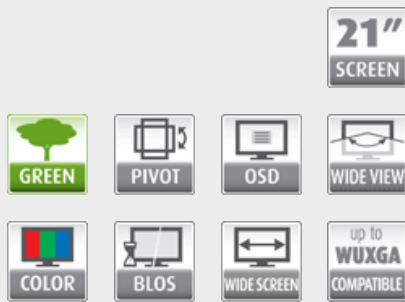 21"
SCREEN
GREEN
PIVOT
OSD
WIDE VIEW
COLOR
BLOS
WIDE SCREEN
up to
WUXGA
COMPATIBLE